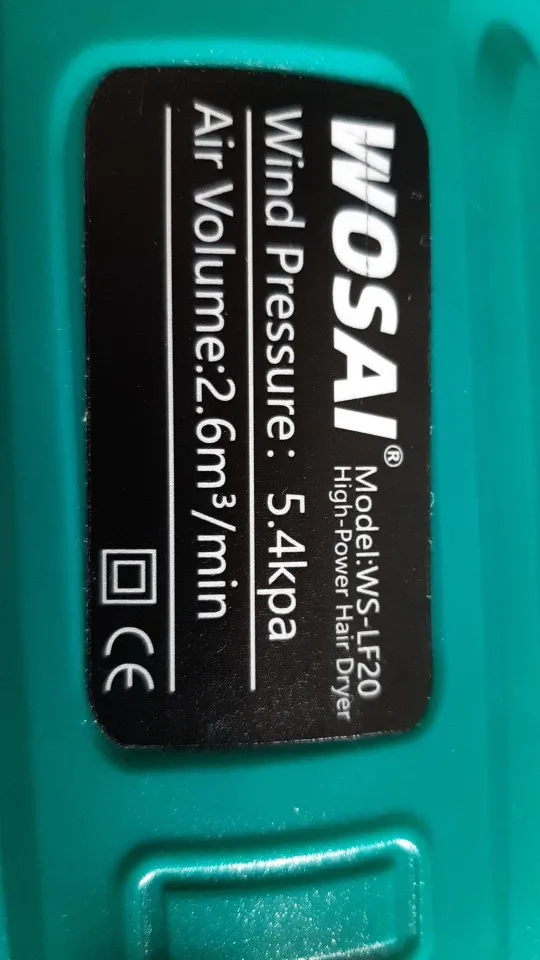 WOSAI®
Model:WS-LF20
High-Power Hair Dryer
Wind Pressure: 5.4kpa
Air Volume:2.6m³/min
CE